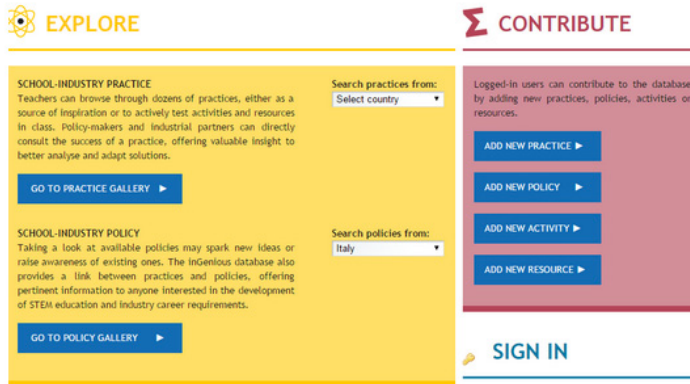 EXPLORE
SCHOOL-INDUSTRY PRACTICE
Teachers can browse through dozens of practices, either as a
source of inspiration or to actively test activities and resources
in class. Policy-makers and industrial partners can directly
consult the success of a practice, offering valuable insight to
better analyse and adapt solutions.
GO TO PRACTICE GALLERY ▶
Search practices from:
Select country
SCHOOL-INDUSTRY POLICY
Taking a look at available policies may spark new ideas or
raise awareness of existing ones. The inGenious database also
provides a link between practices and policies, offering
pertinent information to anyone interested in the development
of STEM education and industry career requirements.
GO TO POLICY GALLERY ▶
Search policies from:
Italy
Σ CONTRIBUTE
Logged-in users can contribute to the database
by adding new practices, policies, activities or
resources.
ADD NEW PRACTICE ▶
ADD NEW POLICY ▶
ADD NEW ACTIVITY ▶
ADD NEW RESOURCE ▶
SIGN IN